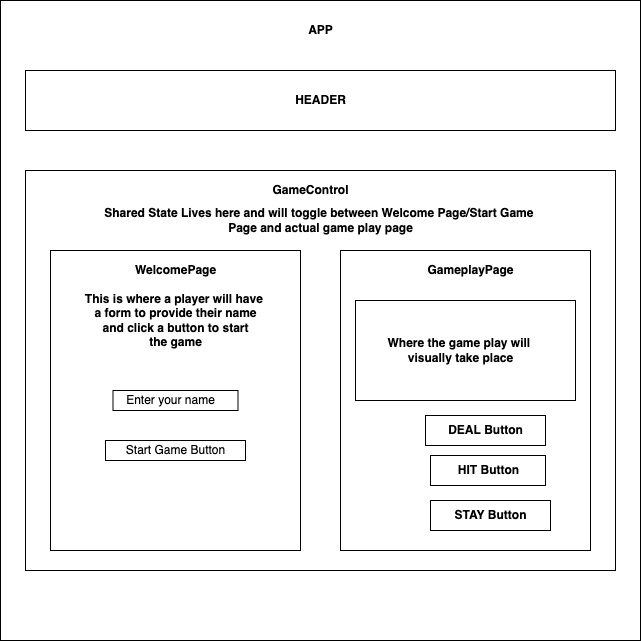 APP
HEADER
GameControl
Shared State Lives here and will toggle between Welcome Page/Start Game
Page and actual game play page
WelcomePage
This is where a player will have
a form to provide their name
and click a button to start
the game
Enter your name
Start Game Button
GameplayPage
Where the game play will
visually take place
DEAL Button
HIT Button
STAY Button